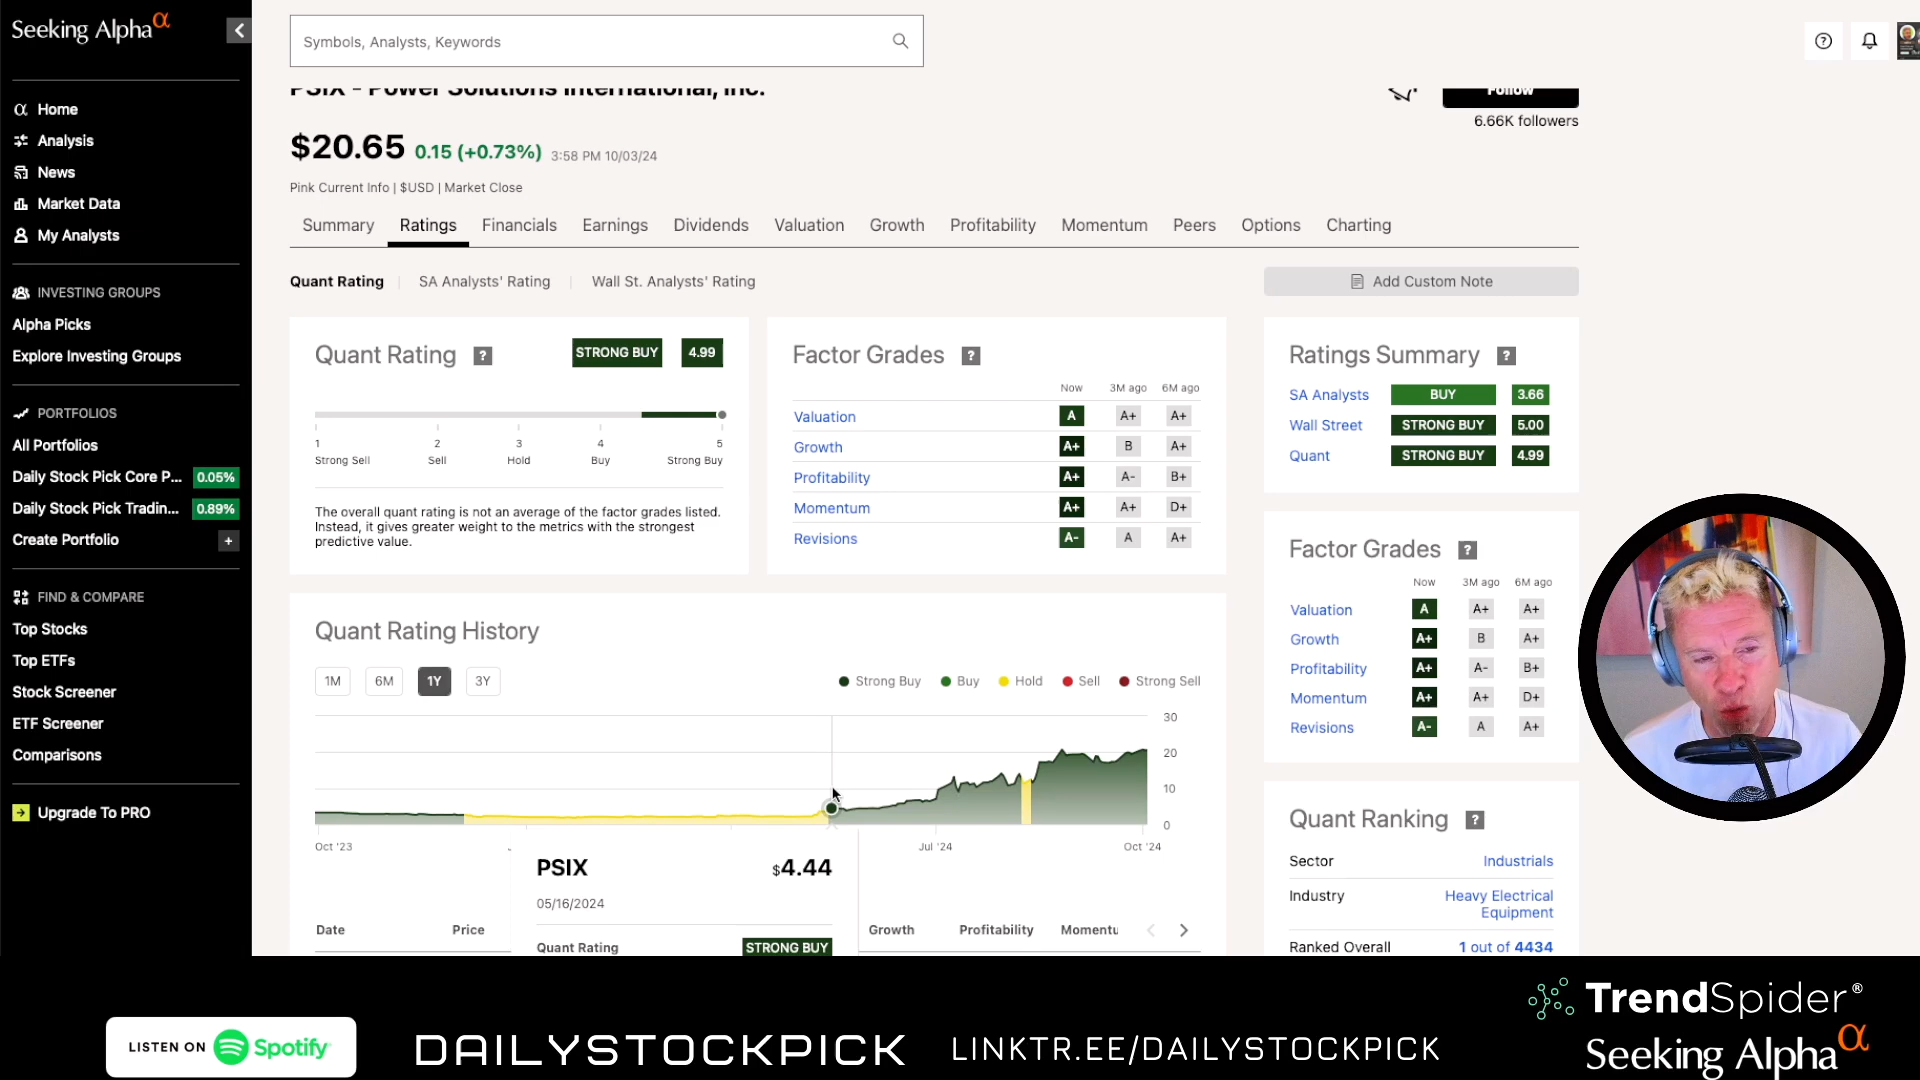 Seeking Alpha α
Symbols, Analysts, Keywords
Home
Analysis
News
Market Data
My Analysts
INVESTING GROUPS
Alpha Picks
Explore Investing Groups
PORTFOLIOS
All Portfolios
Daily Stock Pick Core P... 0.05%
Daily Stock Pick Tradin... 0.89%
Create Portfolio +
FIND & COMPARE
Top Stocks
Top ETFs
Stock Screener
ETF Screener
Comparisons
Upgrade To PRO
PSIX - Power Solutions International, Inc.
Follow
6.66K followers
$20.65 0.15 (+0.73%) 3:58 PM 10/03/24
Pink Current Info | $USD | Market Close
Summary Ratings Financials Earnings Dividends Valuation Growth Profitability Momentum Peers Options Charting
Quant Rating | SA Analysts' Rating | Wall St. Analysts' Rating
Add Custom Note
Quant Rating ? STRONG BUY 4.99
1 2 3 4 5
Strong Sell Sell Hold Buy Strong Buy
The overall quant rating is not an average of the factor grades listed.
Instead, it gives greater weight to the metrics with the strongest
predictive value.
Factor Grades ?
Now 3M ago 6M ago
Valuation A A+ A+
Growth A+ B A+
Profitability A+ A- B+
Momentum A+ A+ D+
Revisions A- A A+
Ratings Summary ?
SA Analysts BUY 3.66
Wall Street STRONG BUY 5.00
Quant STRONG BUY 4.99
Factor Grades ?
Now 3M ago 6M ago
Valuation A A+ A+
Growth A+ B A+
Profitability A+ A- B+
Momentum A+ A+ D+
Revisions A- A A+
Quant Rating History
1M 6M 1Y 3Y
Strong Buy Buy Hold Sell Strong Sell
30
20
10
0
Oct '23 Jul '24 Oct '24
PSIX $4.44
05/16/2024
Quant Rating STRONG BUY
Date Price Growth Profitability Momentu
Quant Ranking ?
Sector Industrials
Industry Heavy Electrical
Equipment
Ranked Overall 1 out of 4434
LISTEN ON Spotify
DAILYSTOCKPICK
LINKTR.EE/DAILYSTOCKPICK
TrendSpider®
Seeking Alpha α